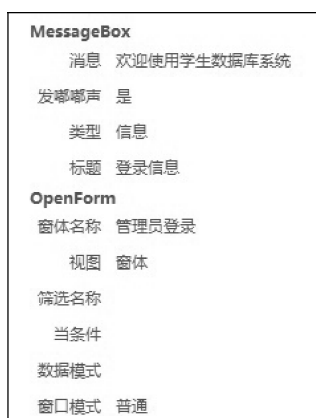 MessageBox
消息 欢迎使用学生数据库系统
发嘟嘟声 是
类型 信息
标题 登录信息
OpenForm
窗体名称 管理员登录
视图 窗体
筛选名称
当条件
数据模式
窗口模式 普通